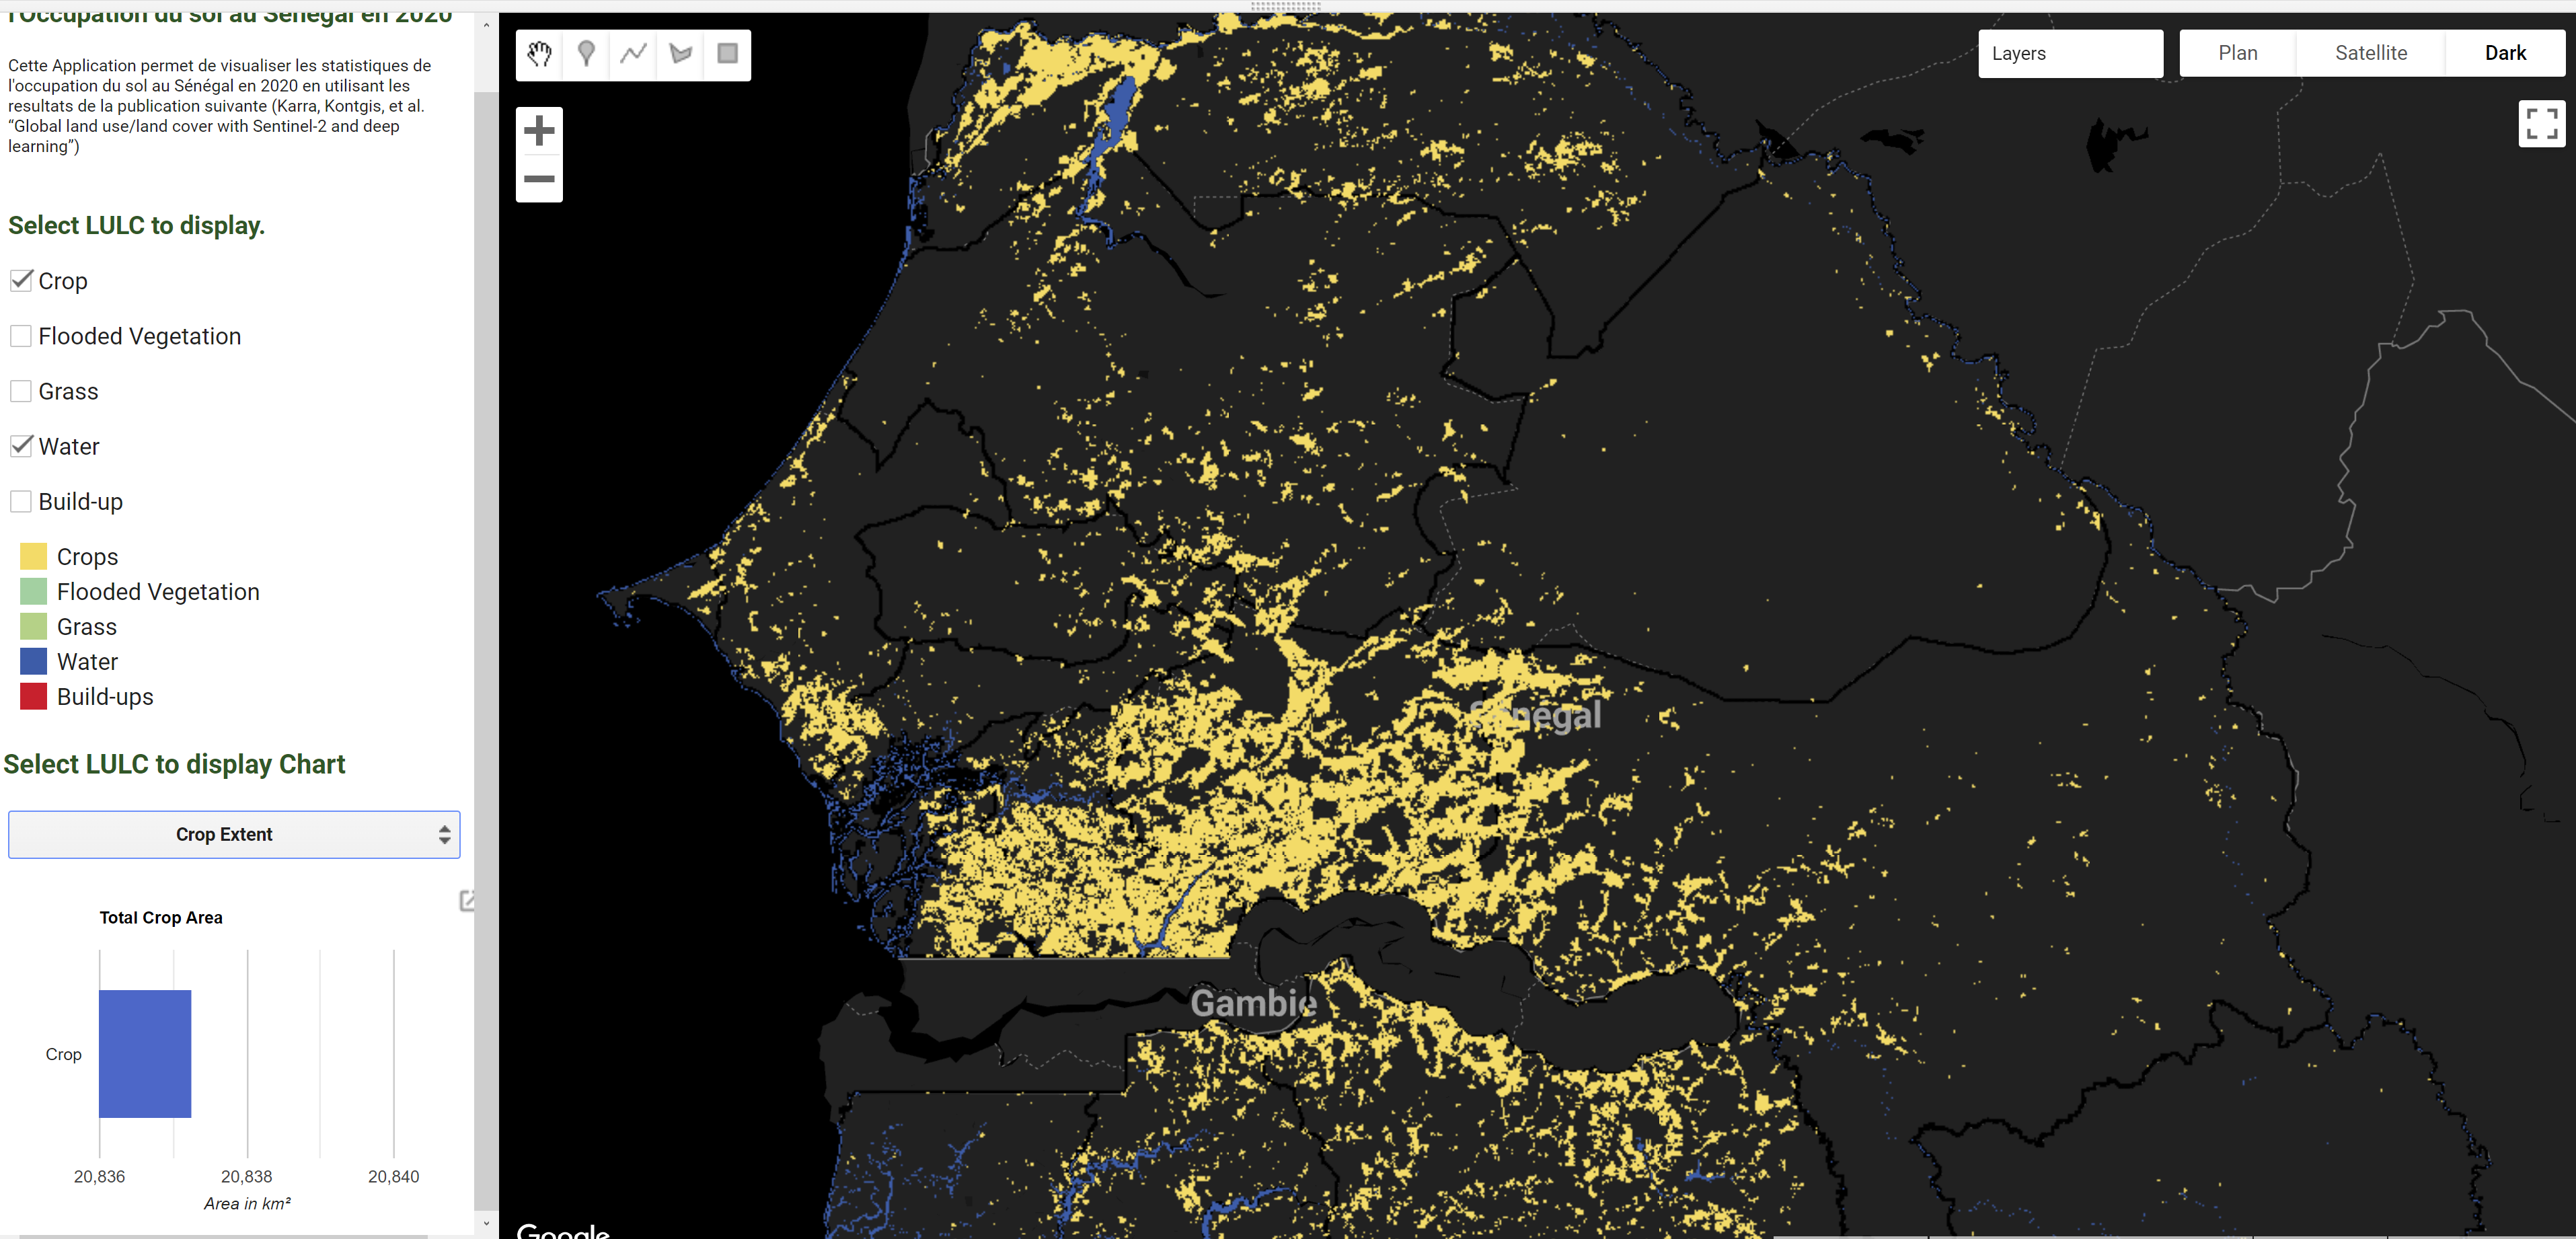 l'Occupation du sol au Sénégal en 2020
Cette Application permet de visualiser les statistiques de
l'occupation du sol au Sénégal en 2020 en utilisant les
resultats de la publication suivante (Karra, Kontgis, et al.
“Global land use/land cover with Sentinel-2 and deep
learning”)
Select LULC to display.
Crop
Flooded Vegetation
Grass
Water
Build-up
Crops
Flooded Vegetation
Grass
Water
Build-ups
Select LULC to display Chart
Crop Extent
Total Crop Area
Crop
20,836 20,838 20,840
Area in km²
Layers
Plan Satellite Dark
Sénégal
Gambie
Google